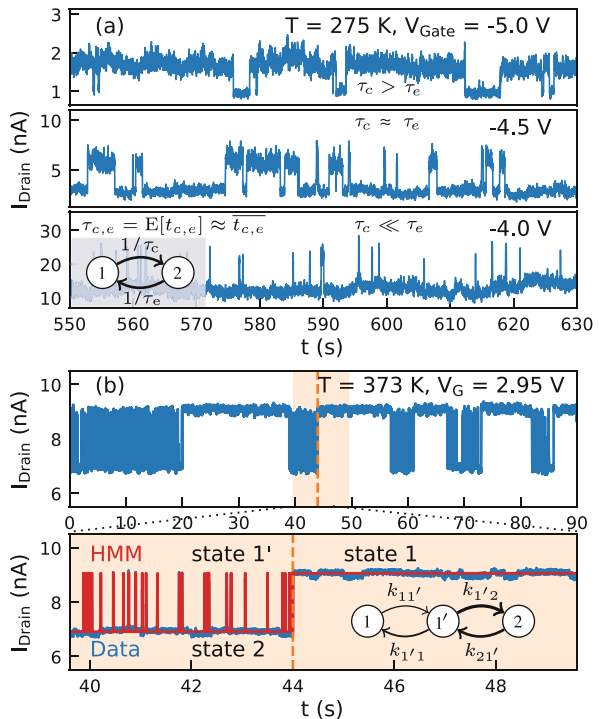 (a) T = 275 K, V_Gate = -5.0 V
3
2
1
τ_c > τ_e
I_Drain (nA)
10
5
τ_c ≈ τ_e
-4.5 V
30
20
10
τ_c,e = E[t_c,e] ≈ \overline{t_c,e}
τ_c ≪ τ_e
-4.0 V
1/τ_c
1 2
1/τ_e
550 560 570 580 590 600 610 620 630
t (s)
(b) T = 373 K, V_G = 2.95 V
I_Drain (nA)
10
8
6
0 10 20 30 40 50 60 70 80 90
I_Drain (nA)
10
8
6
HMM state 1' state 1
k_11' k_1'2
1 1' 2
k_1'1 k_21'
Data state 2
40 42 44 46 48
t (s)